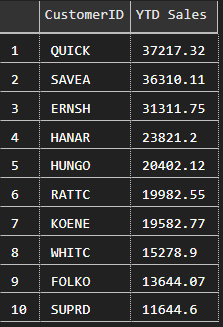 CustomerID YTD Sales
1 QUICK 37217.32
2 SAVEA 36310.11
3 ERNSH 31311.75
4 HANAR 23821.2
5 HUNGO 20402.12
6 RATTC 19982.55
7 KOENE 19582.77
8 WHITC 15278.9
9 FOLKO 13644.07
10 SUPRD 11644.6